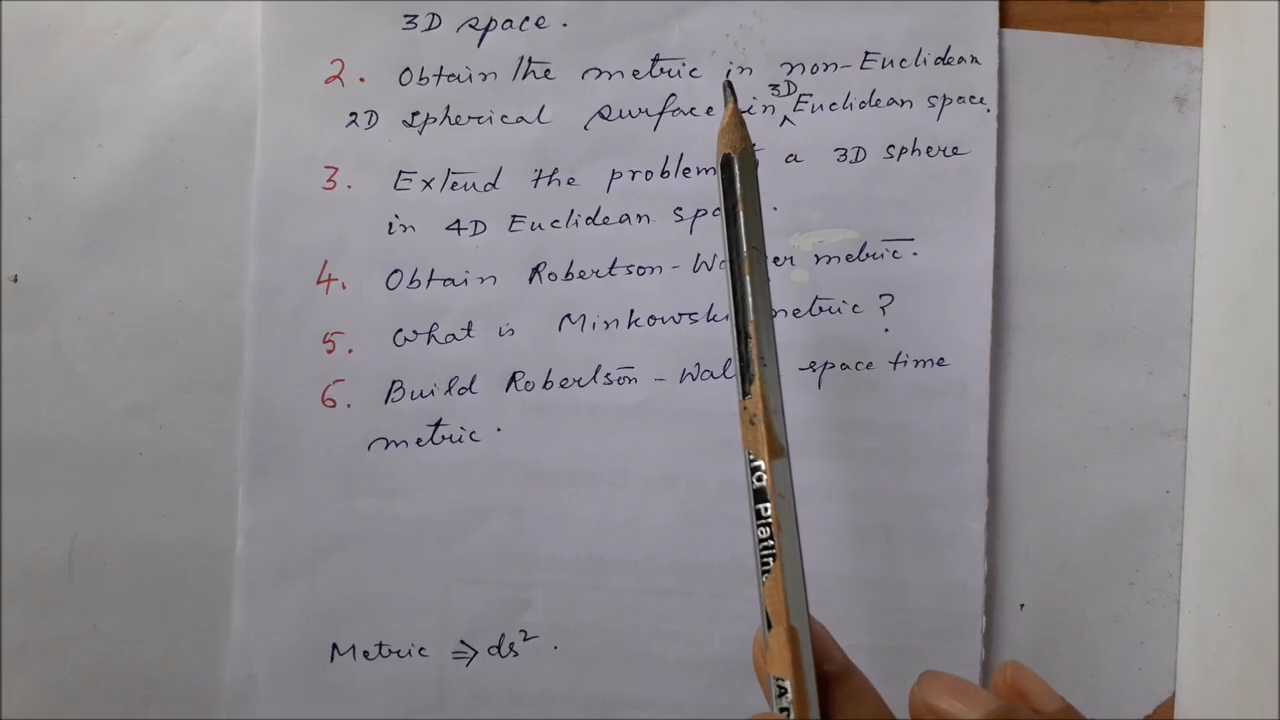 3D space.
2. Obtain the metric in non-Euclidean
2D spherical surface in 3D Euclidean space.
3. Extend the problem a 3D sphere
in 4D Euclidean
4. Obtain Robertson - metric.
5. What is Minkowski metric?
6. Build Robertson - space time
metric.
Metric ⇒ ds².
Platin